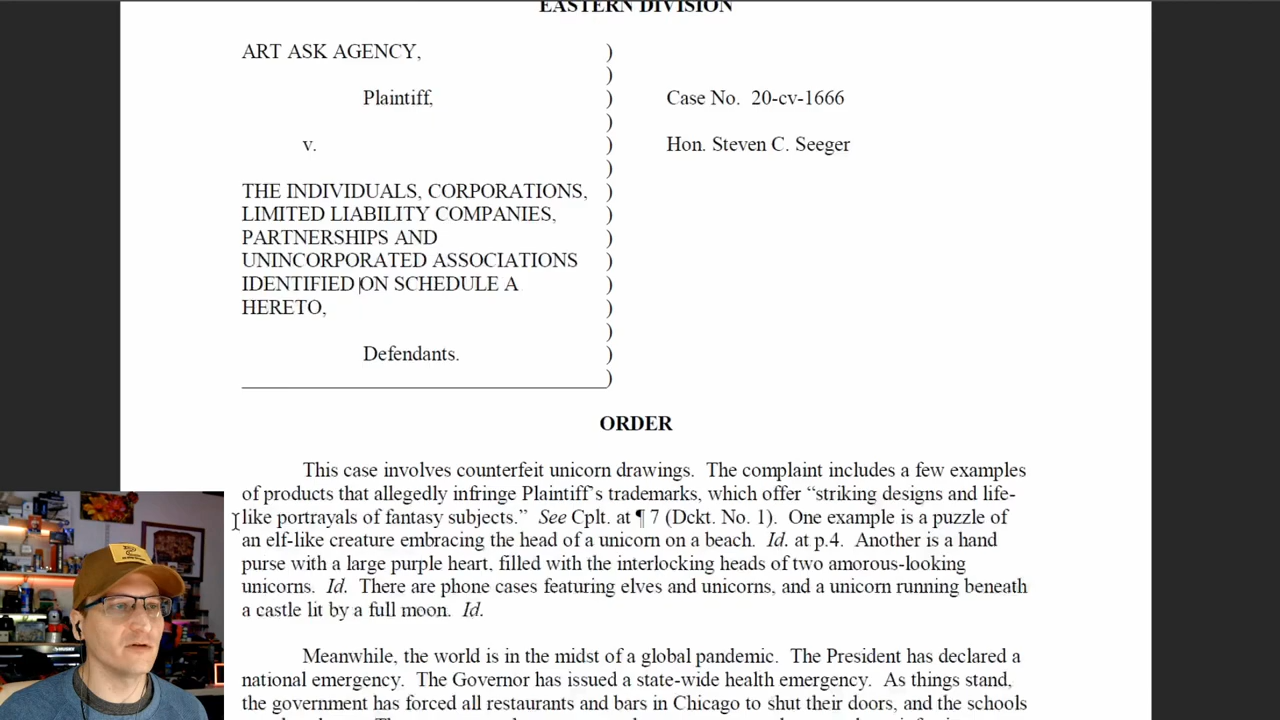 EASTERN DIVISION
ART ASK AGENCY, )
)
Plaintiff, ) Case No. 20-cv-1666
)
v. ) Hon. Steven C. Seeger
)
THE INDIVIDUALS, CORPORATIONS, )
LIMITED LIABILITY COMPANIES, )
PARTNERSHIPS AND )
UNINCORPORATED ASSOCIATIONS )
IDENTIFIED ON SCHEDULE A )
HERETO, )
)
Defendants. )
)
ORDER
This case involves counterfeit unicorn drawings. The complaint includes a few examples
of products that allegedly infringe Plaintiff's trademarks, which offer “striking designs and life-
like portrayals of fantasy subjects.” See Cplt. at ¶ 7 (Dckt. No. 1). One example is a puzzle of
an elf-like creature embracing the head of a unicorn on a beach. Id. at p.4. Another is a hand
purse with a large purple heart, filled with the interlocking heads of two amorous-looking
unicorns. Id. There are phone cases featuring elves and unicorns, and a unicorn running beneath
a castle lit by a full moon. Id.
Meanwhile, the world is in the midst of a global pandemic. The President has declared a
national emergency. The Governor has issued a state-wide health emergency. As things stand,
the government has forced all restaurants and bars in Chicago to shut their doors, and the schools